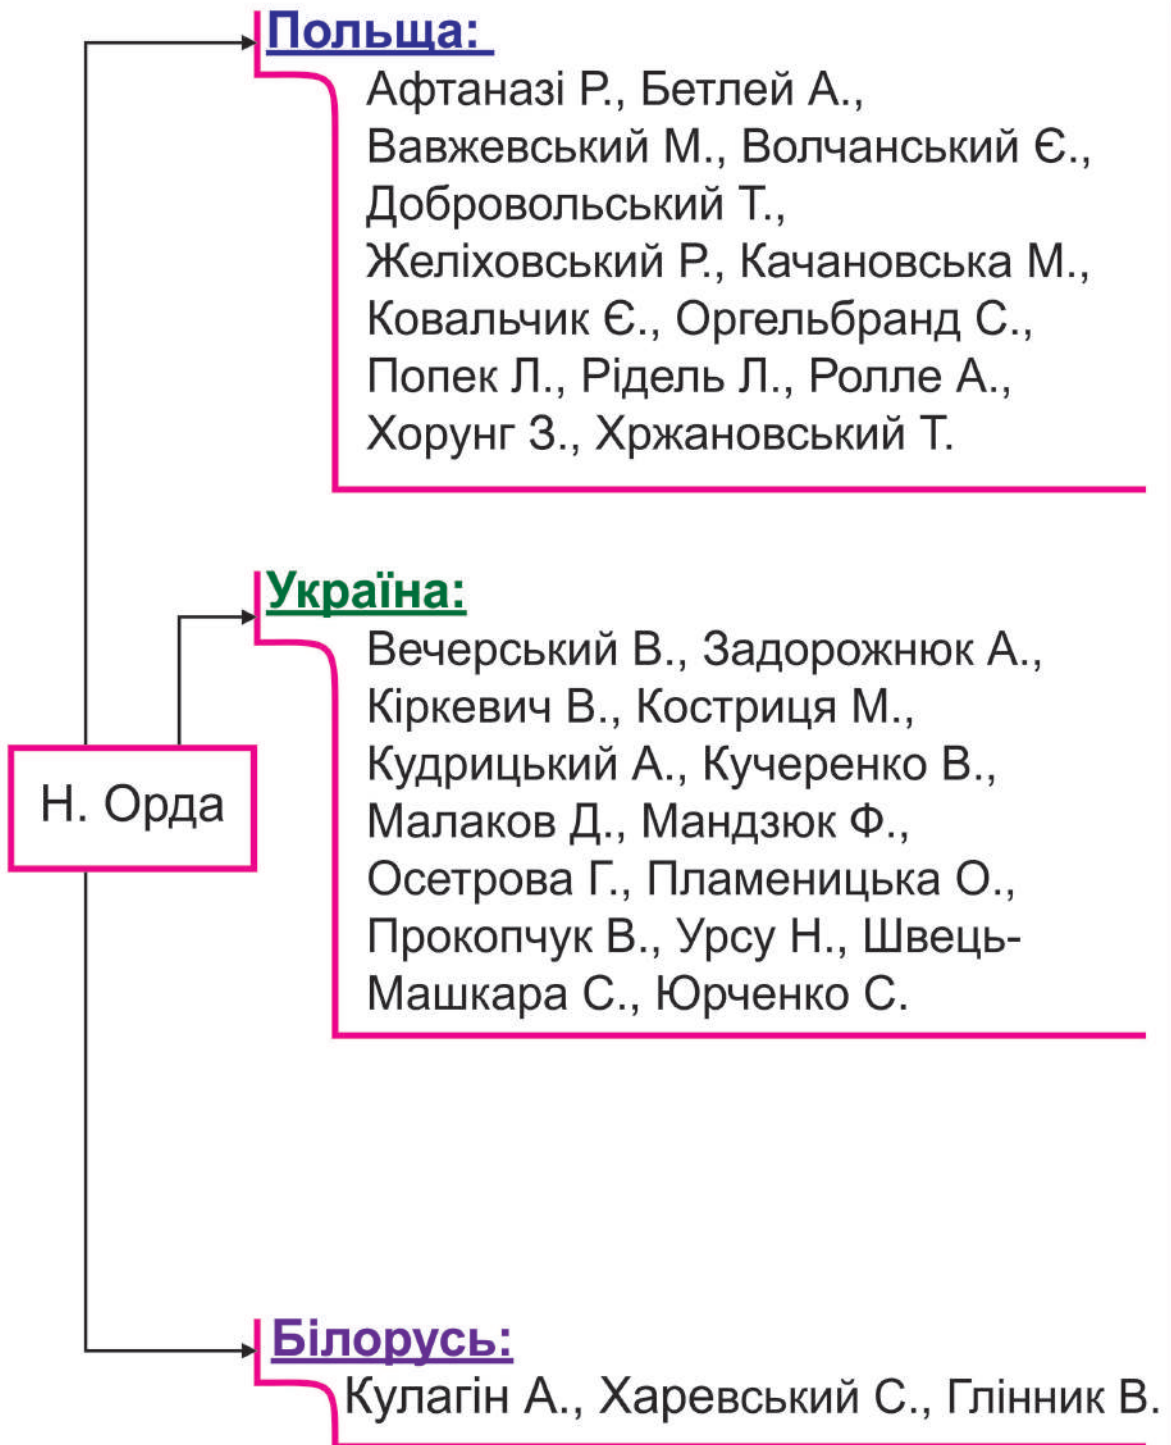 Польща:
Афтаназі Р., Бетлей А.,
Вавжевський М., Волчанський Є.,
Добровольський Т.,
Желіховський Р., Качановська М.,
Ковальчик Є., Оргельбранд С.,
Попек Л., Рідель Л., Ролле А.,
Хорунг З., Хржановський Т.
Україна:
Вечерський В., Задорожнюк А.,
Кіркевич В., Костриця М.,
Кудрицький А., Кучеренко В.,
Малаков Д., Мандзюк Ф.,
Осетрова Г., Пламеницька О.,
Прокопчук В., Урсу Н., Швець-
Машкара С., Юрченко С.
Н. Орда
Білорусь:
Кулагін А., Харевський С., Глінник В.